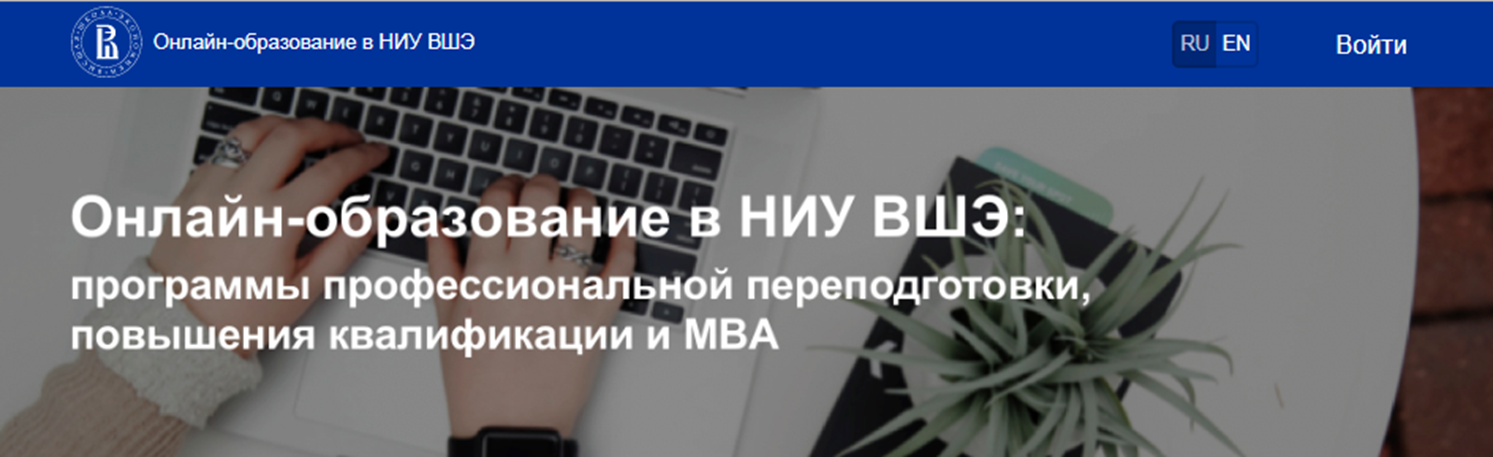 Онлайн-образование в НИУ ВШЭ
RU EN
Войти
Онлайн-образование в НИУ ВШЭ:
программы профессиональной переподготовки,
повышения квалификации и MBA